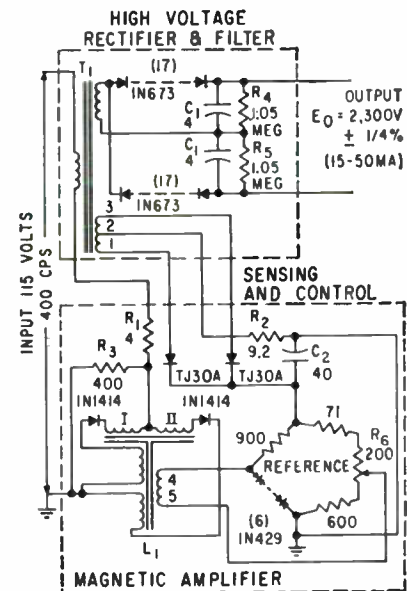 HIGH VOLTAGE
RECTIFIER & FILTER
T1
(17)
1N673
C1
4
R4
1.05
MEG
C1
4
R5
1.05
MEG
(17)
1N673
OUTPUT
EO = 2,300V
± 1/4%
(15-50MA)
3
2
1
INPUT 115 VOLTS
400 CPS
SENSING
AND CONTROL
R1
4
R2
9.2
C2
40
R3
400
TJ30A
TJ30A
1N1414
1N1414
I
II
71
900
R6
200
REFERENCE
4
5
600
(6)
1N429
L1
MAGNETIC AMPLIFIER